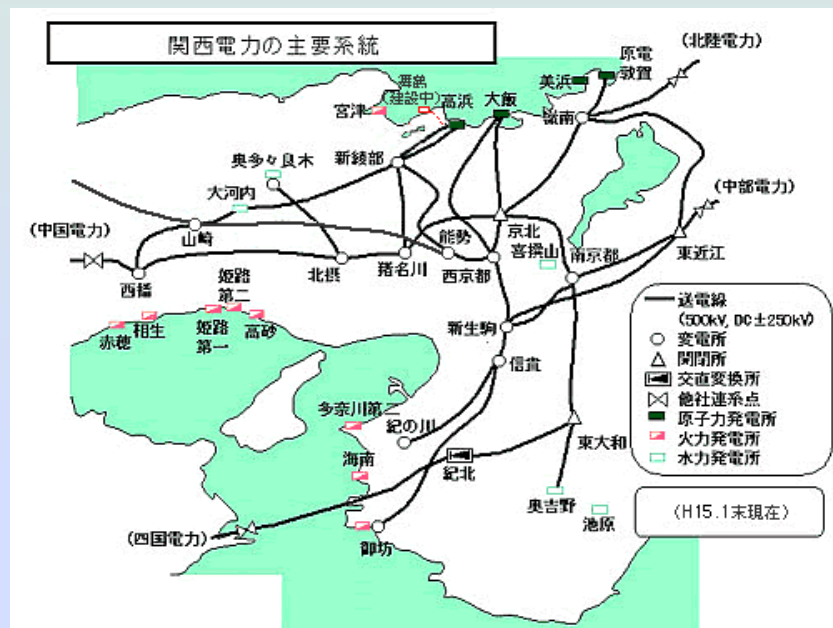 関西電力の主要系統
(北陸電力)
原電
敦賀
美浜
舞鶴
(建設中)
高浜
大飯
宮津
嶺南
新綾部
奥多々良木
大河内
(中部電力)
(中国電力)
山崎
能勢
京北
喜撰山
南京都
東近江
西播
北摂
猪名川
西京都
姫路
第二
赤穂
相生
姫路
第一
高砂
新生駒
信貴
多奈川第二
紀の川
海南
紀北
東大和
奥吉野
池原
(四国電力)
御坊
送電線
(500kV, DC±250kV)
変電所
開閉所
交直変換所
他社連系点
原子力発電所
火力発電所
水力発電所
(H15.1末現在)